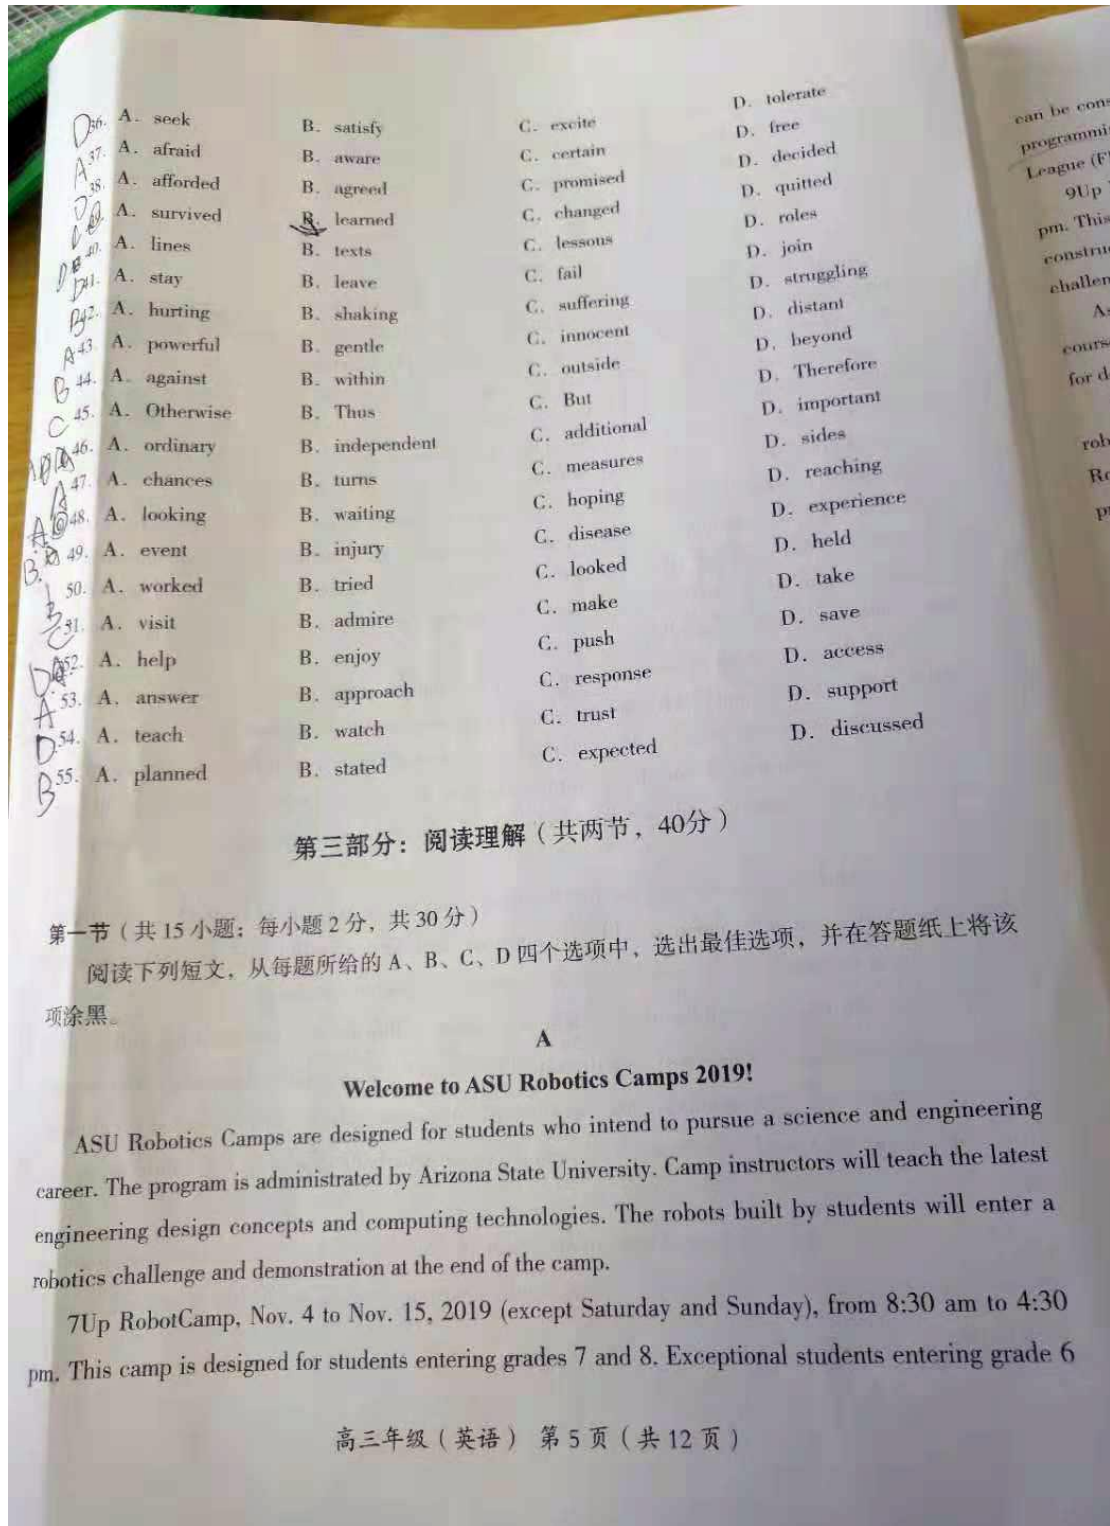 D 36. A. seek B. satisfy C. excite D. tolerate
A 37. A. afraid B. aware C. certain D. free
D 38. A. afforded B. agreed C. promised D. decided
39. A. survived B. learned C. changed D. quitted
40. A. lines B. texts C. lessons D. roles
D 41. A. stay B. leave C. fail D. join
B 42. A. hurting B. shaking C. suffering D. struggling
A 43. A. powerful B. gentle C. innocent D. distant
B 44. A. against B. within C. outside D. beyond
C 45. A. Otherwise B. Thus C. But D. Therefore
46. A. ordinary B. independent C. additional D. important
A 47. A. chances B. turns C. measures D. sides
A 48. A. looking B. waiting C. hoping D. reaching
B. 49. A. event B. injury C. disease D. experience
50. A. worked B. tried C. looked D. held
51. A. visit B. admire C. make D. take
D 52. A. help B. enjoy C. push D. save
A 53. A. answer B. approach C. response D. access
D 54. A. teach B. watch C. trust D. support
B 55. A. planned B. stated C. expected D. discussed
第三部分：阅读理解（共两节，40分）
第一节（共 15 小题；每小题 2 分，共 30 分）
阅读下列短文，从每题所给的 A、B、C、D 四个选项中，选出最佳选项，并在答题纸上将该
项涂黑。
A
Welcome to ASU Robotics Camps 2019!
ASU Robotics Camps are designed for students who intend to pursue a science and engineering
career. The program is administrated by Arizona State University. Camp instructors will teach the latest
engineering design concepts and computing technologies. The robots built by students will enter a
robotics challenge and demonstration at the end of the camp.
7Up RobotCamp, Nov. 4 to Nov. 15, 2019 (except Saturday and Sunday), from 8:30 am to 4:30
pm. This camp is designed for students entering grades 7 and 8. Exceptional students entering grade 6
高三年级（英语） 第 5 页（共 12 页）
can be
League
9Up
pm. This
for